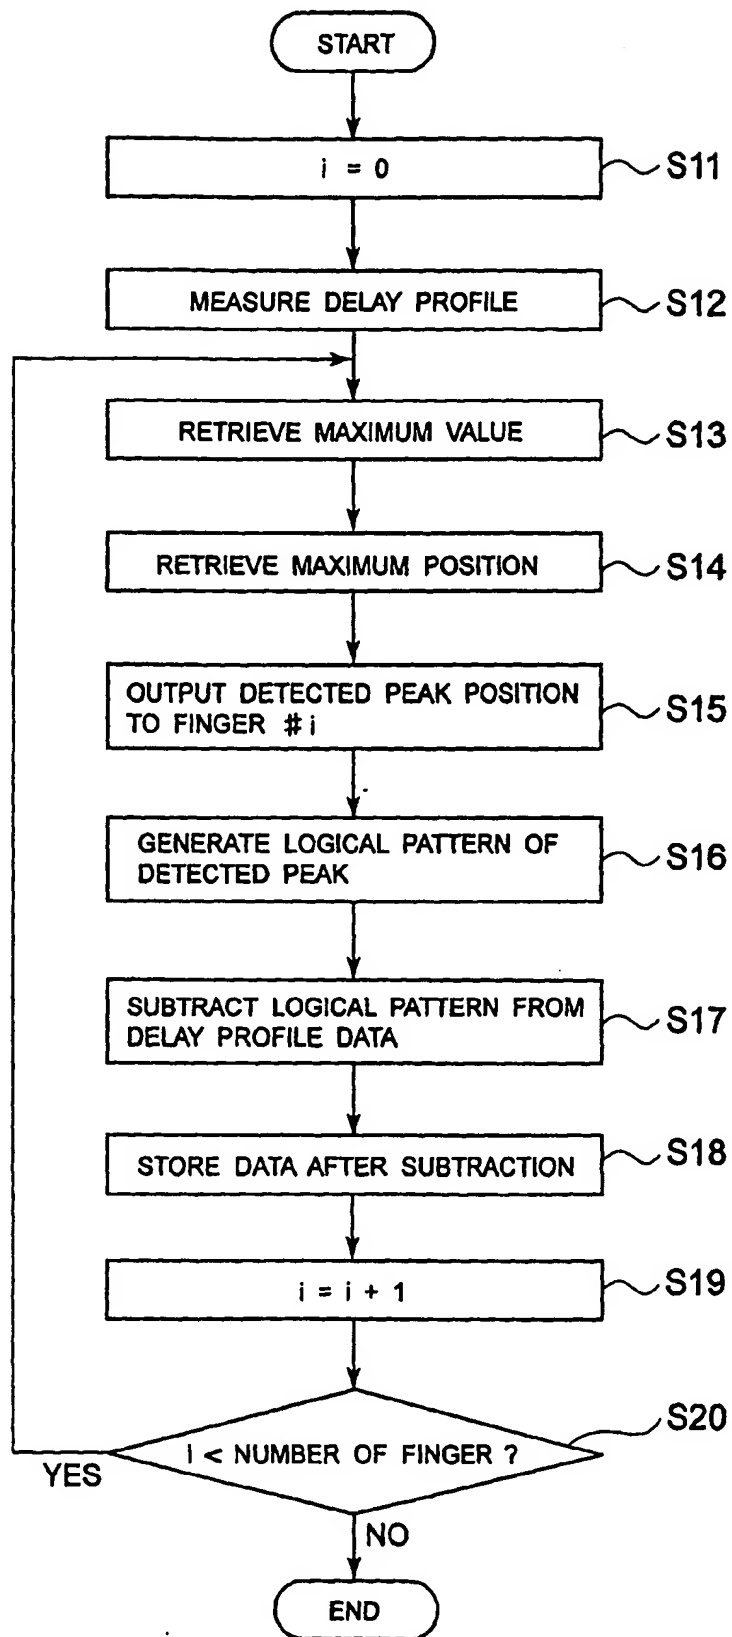 START
i = 0
S11
MEASURE DELAY PROFILE
S12
RETRIEVE MAXIMUM VALUE
S13
RETRIEVE MAXIMUM POSITION
S14
OUTPUT DETECTED PEAK POSITION
TO FINGER #i
S15
GENERATE LOGICAL PATTERN OF
DETECTED PEAK
S16
SUBTRACT LOGICAL PATTERN FROM
DELAY PROFILE DATA
S17
STORE DATA AFTER SUBTRACTION
S18
i = i + 1
S19
i < NUMBER OF FINGER ?
S20
YES
NO
END